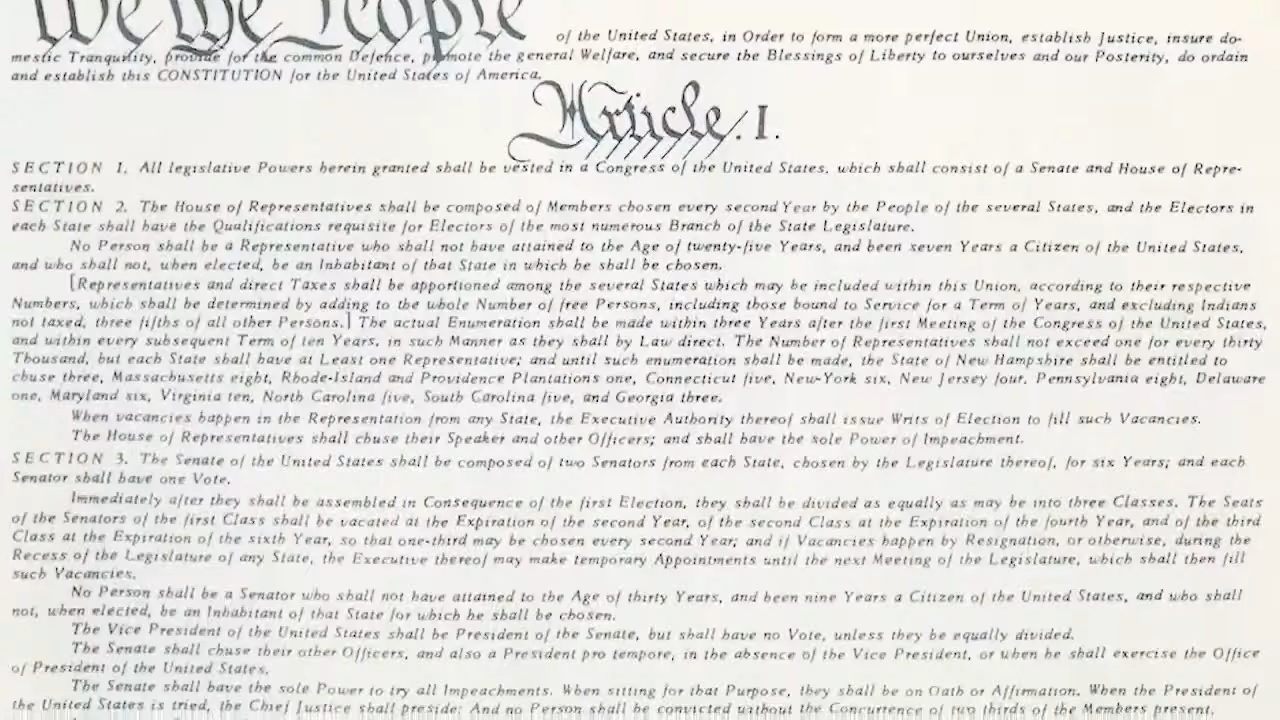 We the People of the United States, in Order to form a more perfect Union, establish Justice, insure do-
mestic Tranquility, provide for the common Defence, promote the general Welfare, and secure the Blessings of Liberty to ourselves and our Posterity, do ordain
and establish this CONSTITUTION for the United States of America.
Article. I.
SECTION 1. All legislative Powers herein granted shall be vested in a Congress of the United States, which shall consist of a Senate and House of Repre-
sentatives.
SECTION 2. The House of Representatives shall be composed of Members chosen every second Year by the People of the several States, and the Electors in
each State shall have the Qualifications requisite for Electors of the most numerous Branch of the State Legislature.
No Person shall be a Representative who shall not have attained to the Age of twenty-five Years, and been seven Years a Citizen of the United States,
and who shall not, when elected, be an Inhabitant of that State in which he shall be chosen.
[Representatives and direct Taxes shall be apportioned among the several States which may be included within this Union, according to their respective
Numbers, which shall be determined by adding to the whole Number of free Persons, including those bound to Service for a Term of Years, and excluding Indians
not taxed, three fifths of all other Persons.] The actual Enumeration shall be made within three Years after the first Meeting of the Congress of the United States,
and within every subsequent Term of ten Years, in such Manner as they shall by Law direct. The Number of Representatives shall not exceed one for every thirty
Thousand, but each State shall have at Least one Representative; and until such enumeration shall be made, the State of New Hampshire shall be entitled to
chuse three, Massachusetts eight, Rhode-Island and Providence Plantations one, Connecticut five, New-York six, New Jersey four, Pennsylvania eight, Delaware
one, Maryland six, Virginia ten, North Carolina five, South Carolina five, and Georgia three.
When vacancies happen in the Representation from any State, the Executive Authority thereof shall issue Writs of Election to fill such Vacancies.
The House of Representatives shall chuse their Speaker and other Officers; and shall have the sole Power of Impeachment.
SECTION 3. The Senate of the United States shall be composed of two Senators from each State, chosen by the Legislature thereof, for six Years; and each
Senator shall have one Vote.
Immediately after they shall be assembled in Consequence of the first Election, they shall be divided as equally as may be into three Classes. The Seats
of the Senators of the first Class shall be vacated at the Expiration of the second Year, of the second Class at the Expiration of the fourth Year, and of the third
Class at the Expiration of the sixth Year, so that one-third may be chosen every second Year; and if Vacancies happen by Resignation, or otherwise, during the
Recess of the Legislature of any State, the Executive thereof may make temporary Appointments until the next Meeting of the Legislature, which shall then fill
such Vacancies.
No Person shall be a Senator who shall not have attained to the Age of thirty Years, and been nine Years a Citizen of the United States, and who shall
not, when elected, be an Inhabitant of that State for which he shall be chosen.
The Vice President of the United States shall be President of the Senate, but shall have no Vote, unless they be equally divided.
The Senate shall chuse their other Officers, and also a President pro tempore, in the absence of the Vice President, or when he shall exercise the Office
of President of the United States.
The Senate shall have the sole Power to try all Impeachments. When sitting for that Purpose, they shall be on Oath or Affirmation. When the President of
the United States is tried, the Chief Justice shall preside: And no Person shall be convicted without the Concurrence of two thirds of the Members present.